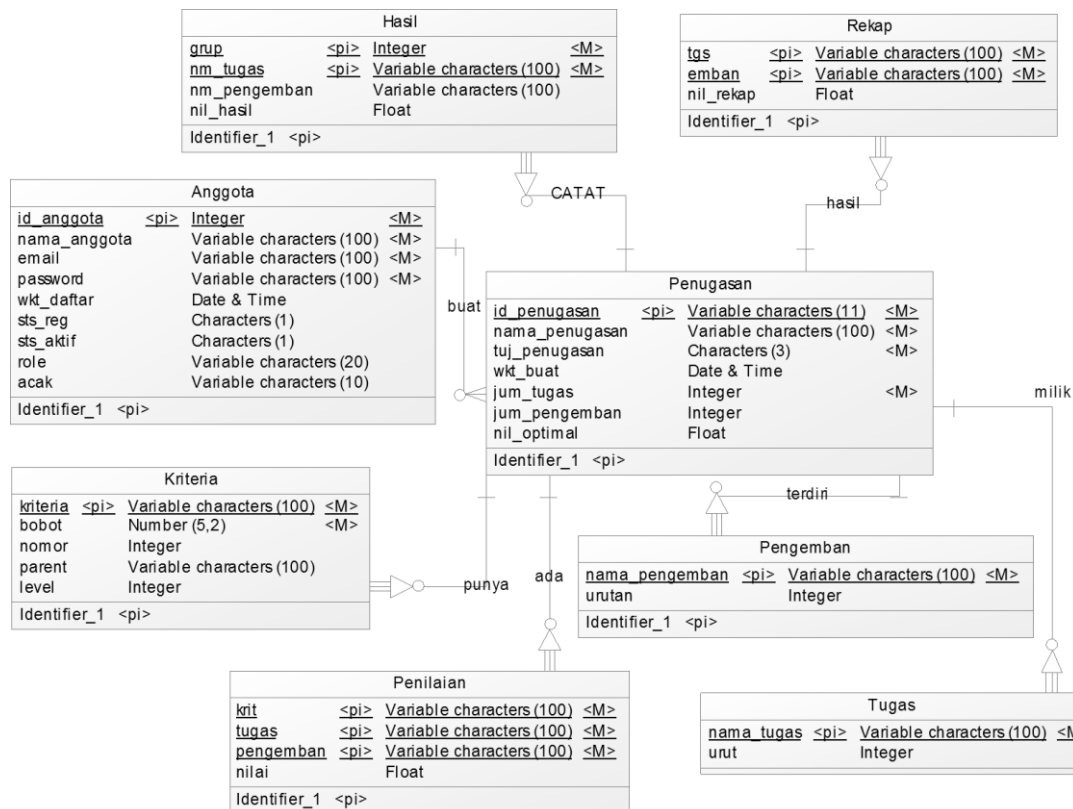 Hasil
grup <pi> Integer <M>
nm_tugas <pi> Variable characters (100) <M>
nm_pengemban Variable characters (100)
nil_hasil Float
Identifier_1 <pi>
Rekap
tgs <pi> Variable characters (100) <M>
emban <pi> Variable characters (100) <M>
nil_rekap Float
Identifier_1 <pi>
CATAT
hasil
Anggota
id_anggota <pi> Integer <M>
nama_anggota Variable characters (100) <M>
email Variable characters (100) <M>
password Variable characters (100) <M>
wkt_daftar Date & Time
sts_reg Characters (1)
sts_aktif Characters (1)
role Variable characters (20)
acak Variable characters (10)
Identifier_1 <pi>
buat
Penugasan
id_penugasan <pi> Variable characters (11) <M>
nama_penugasan Variable characters (100) <M>
tuj_penugasan Characters (3) <M>
wkt_buat Date & Time
jum_tugas Integer <M>
jum_pengemban Integer
nil_optimal Float
Identifier_1 <pi>
milik
Kriteria
kriteria <pi> Variable characters (100) <M>
bobot Number (5,2) <M>
nomor Integer
parent Variable characters (100)
level Integer
Identifier_1 <pi>
punya
ada
terdiri
Pengemban
nama_pengemban <pi> Variable characters (100) <M>
urutan Integer
Identifier_1 <pi>
Penilaian
krit <pi> Variable characters (100) <M>
tugas <pi> Variable characters (100) <M>
pengemban <pi> Variable characters (100) <M>
nilai Float
Identifier_1 <pi>
Tugas
nama_tugas <pi> Variable characters (100) <M
urut Integer